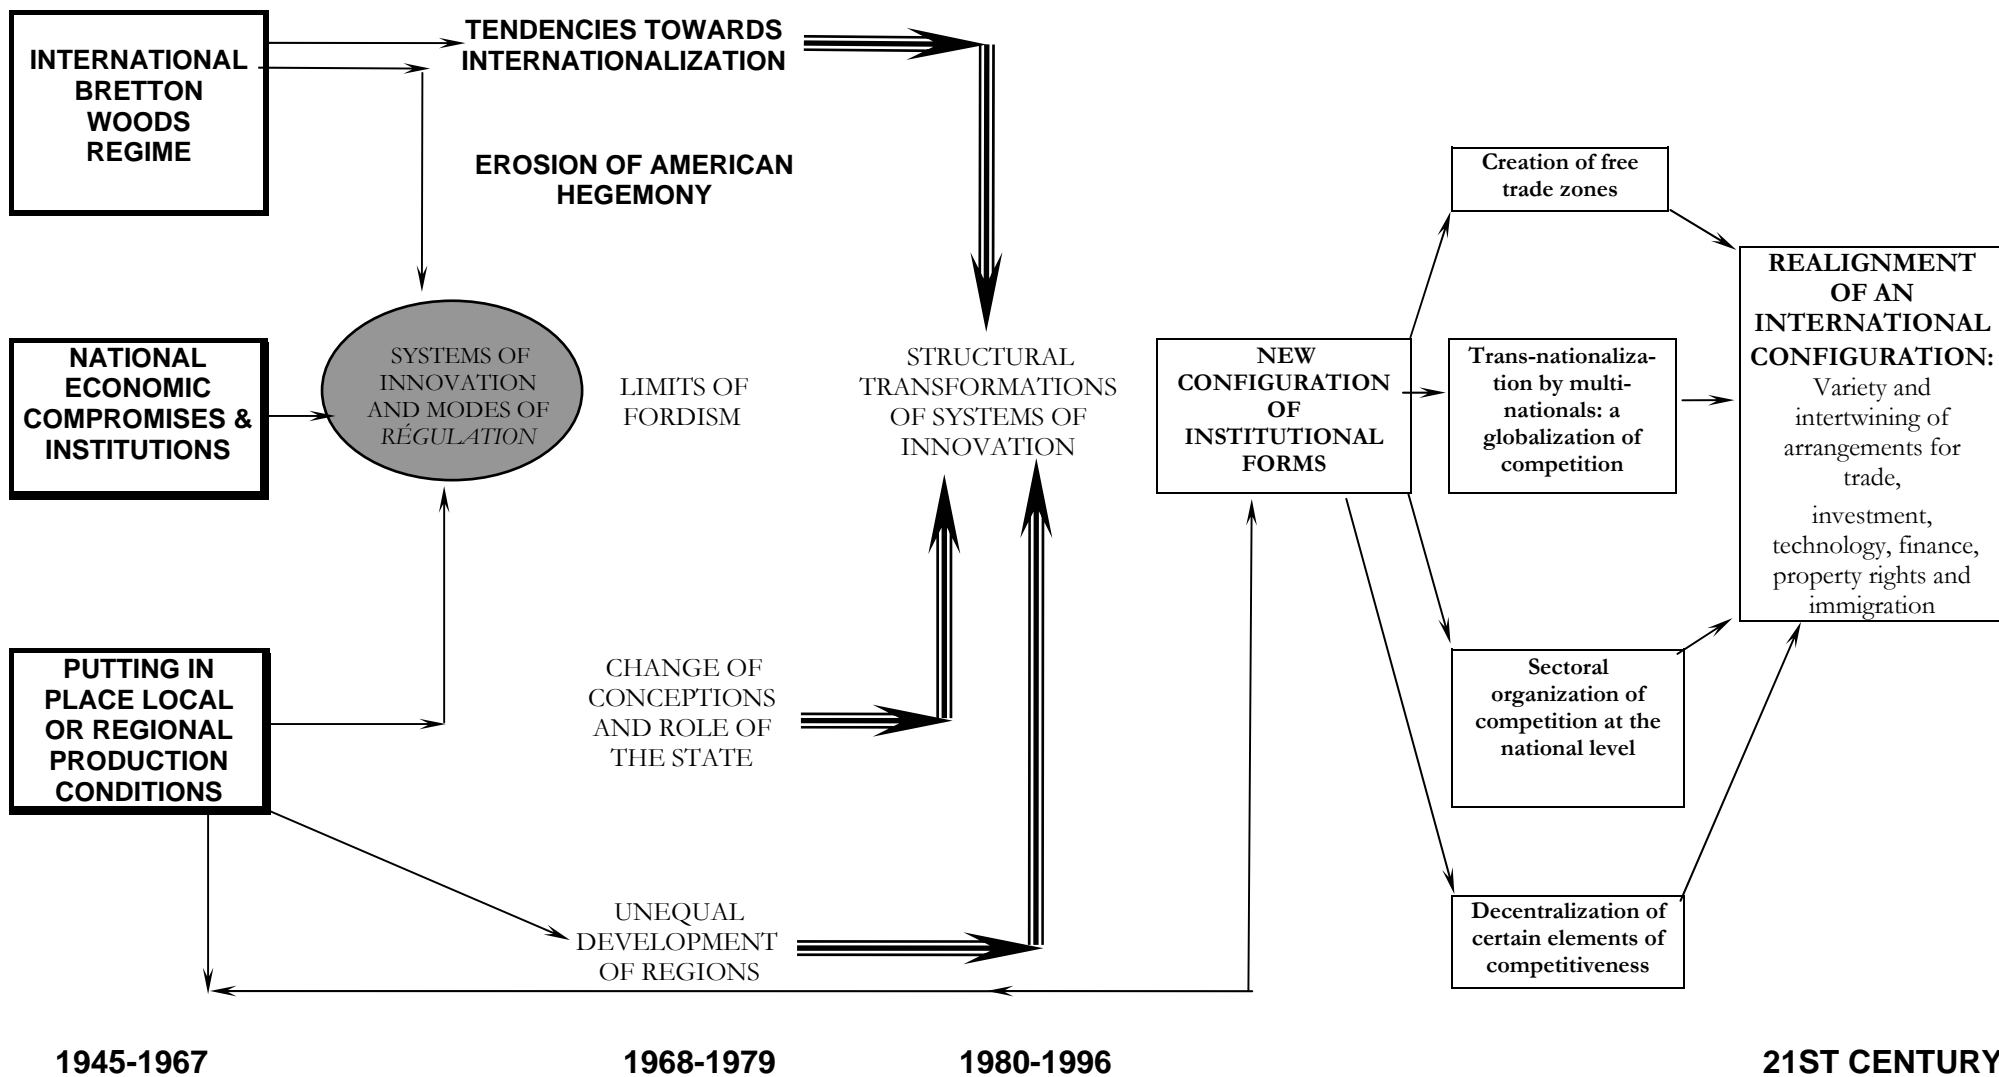 INTERNATIONAL
BRETTON
WOODS
REGIME
TENDENCIES TOWARDS
INTERNATIONALIZATION
EROSION OF AMERICAN
HEGEMONY
NATIONAL
ECONOMIC
COMPROMISES &
INSTITUTIONS
SYSTEMS OF
INNOVATION
AND MODES OF
RÉGULATION
LIMITS OF
FORDISM
STRUCTURAL
TRANSFORMATIONS
OF SYSTEMS OF
INNOVATION
NEW
CONFIGURATION
OF
INSTITUTIONAL
FORMS
PUTTING IN
PLACE LOCAL
OR REGIONAL
PRODUCTION
CONDITIONS
CHANGE OF
CONCEPTIONS
AND ROLE OF
THE STATE
UNEQUAL
DEVELOPMENT
OF REGIONS
Creation of free
trade zones
Trans-nationaliza-
tion by multi-
nationals: a
globalization of
competition
Sectoral
organization of
competition at the
national level
Decentralization of
certain elements of
competitiveness
REALIGNMENT
OF AN
INTERNATIONAL
CONFIGURATION:
Variety and
intertwining of
arrangements for
trade,
investment,
technology, finance,
property rights and
immigration
1945-1967
1968-1979
1980-1996
21ST CENTURY